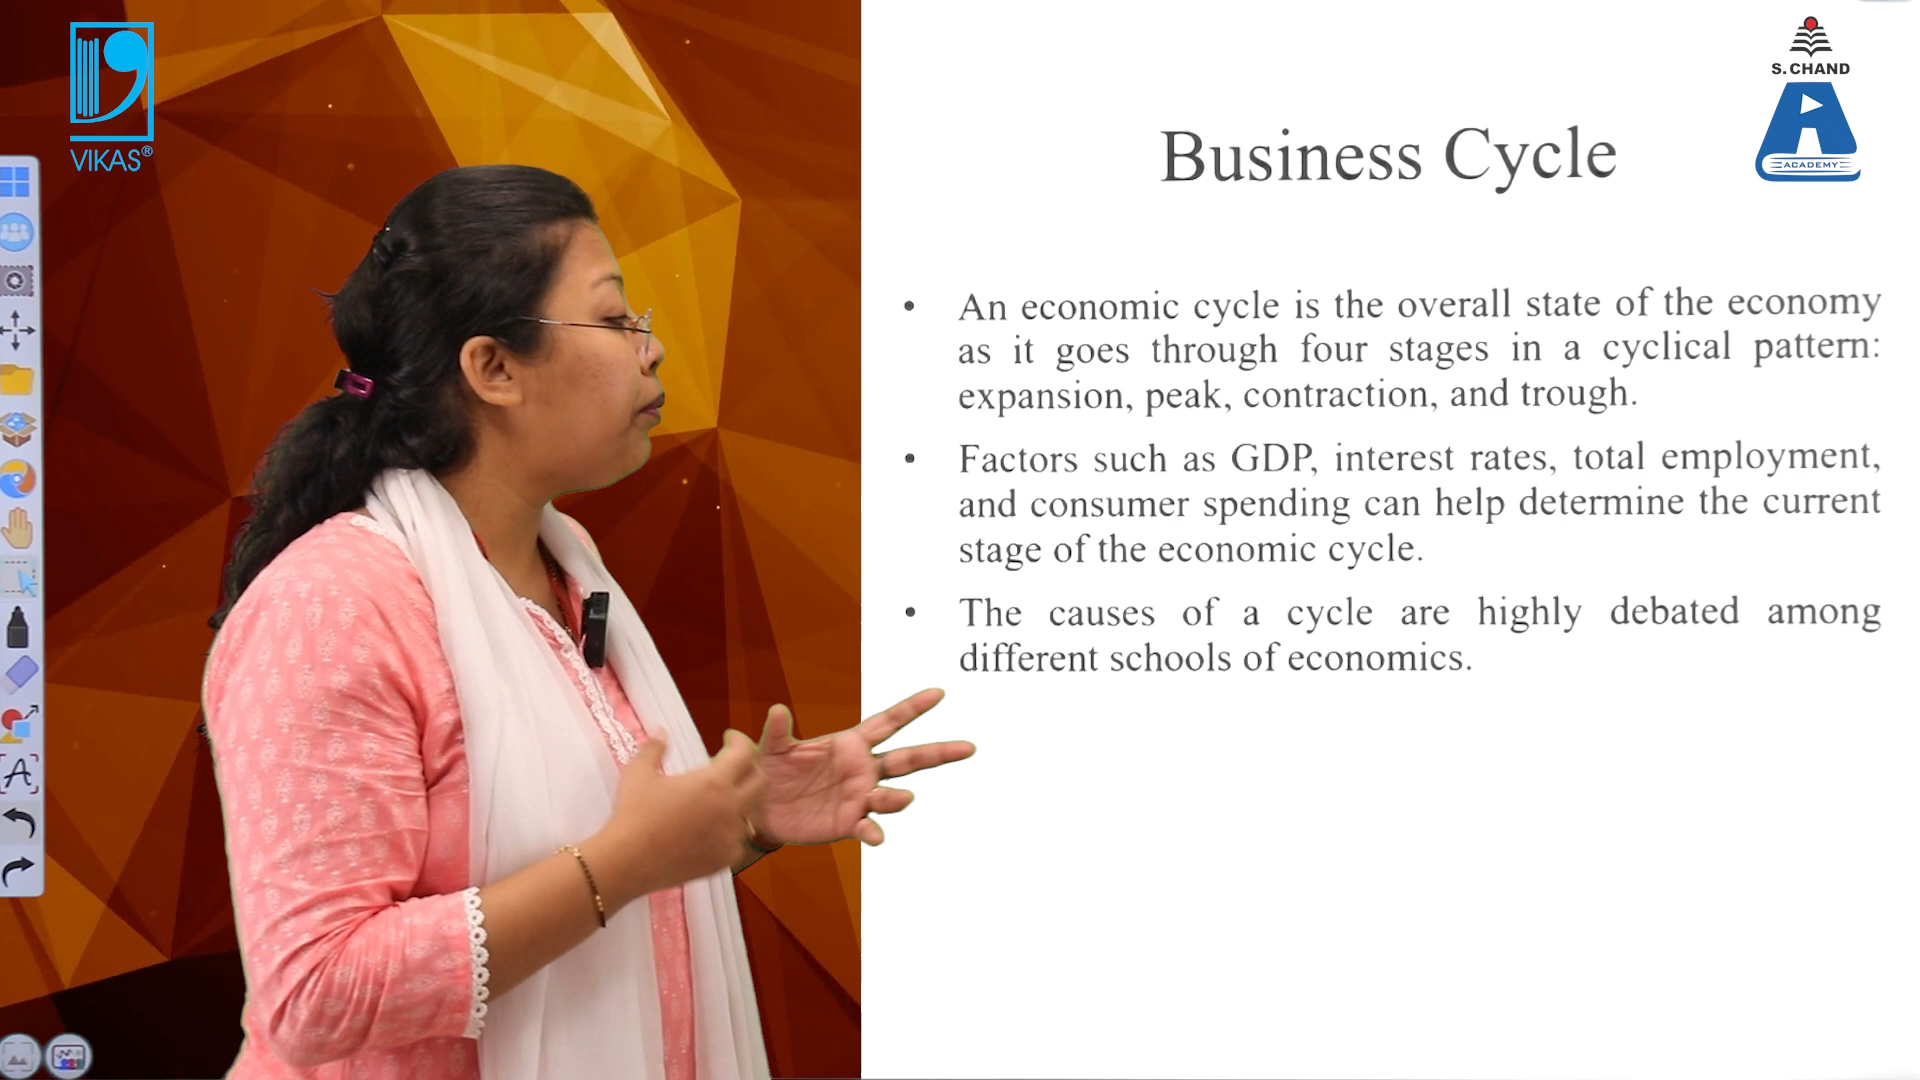 VIKAS®
S. CHAND
ACADEMY
Business Cycle
• An economic cycle is the overall state of the economy
as it goes through four stages in a cyclical pattern:
expansion, peak, contraction, and trough.
• Factors such as GDP, interest rates, total employment,
and consumer spending can help determine the current
stage of the economic cycle.
• The causes of a cycle are highly debated among
different schools of economics.